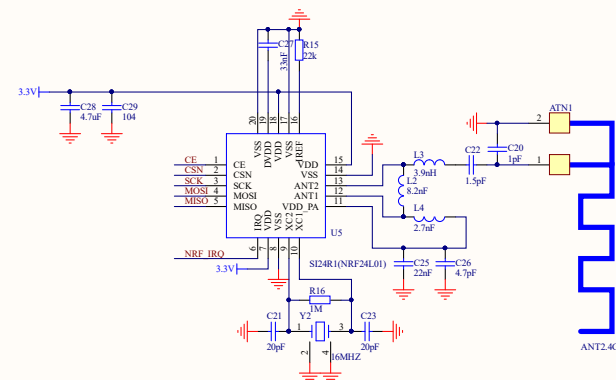 C27
33nF
R15
22k
3.3V
C28
4.7uF
C29
104
20
19
18
17
16
VSS
DVDD
VDD
VSS
IREF
CE
CSN
SCK
MOSI
MISO
1
2
3
4
5
CE
CSN
SCK
MOSI
MISO
VDD
VSS
ANT2
ANT1
VDD_PA
15
14
13
12
11
IRQ
VDD
VSS
XC2
XC1
U5
6
7
8
9
10
NRF_IRQ
3.3V
SI24R1(NRF24L01)
L3
3.9nH
L2
8.2nF
L4
2.7nF
C22
1.5pF
C20
1pF
ATN1
2
1
C25
22nF
C26
4.7pF
R16
1M
C21
20pF
Y2
1
3
2
4
16MHZ
C23
20pF
ANT2.4G